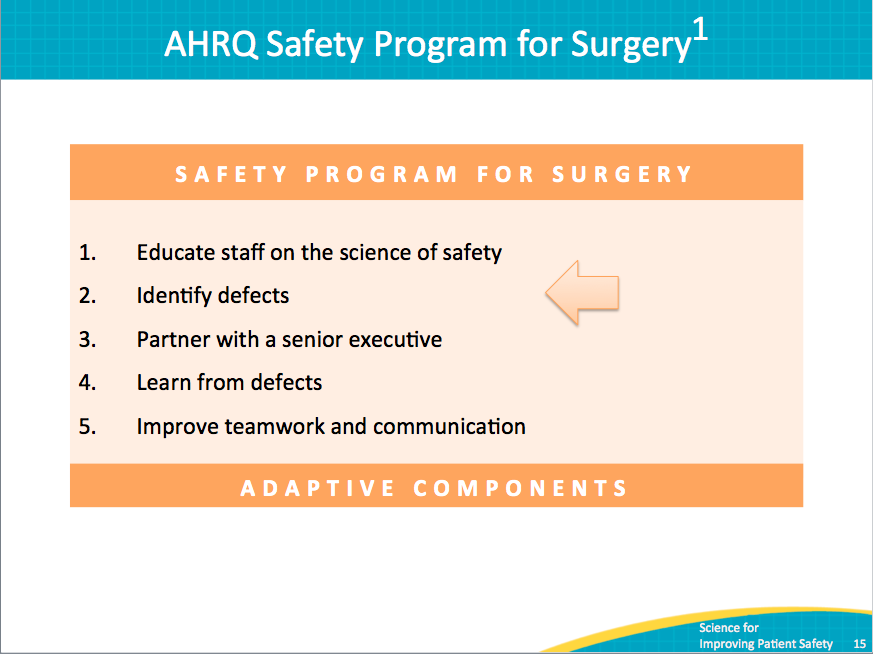 AHRQ Safety Program for Surgery1
SAFETY PROGRAM FOR SURGERY
1. Educate staff on the science of safety
2. Identify defects
3. Partner with a senior executive
4. Learn from defects
5. Improve teamwork and communication
ADAPTIVE COMPONENTS
Science for
Improving Patient Safety 15